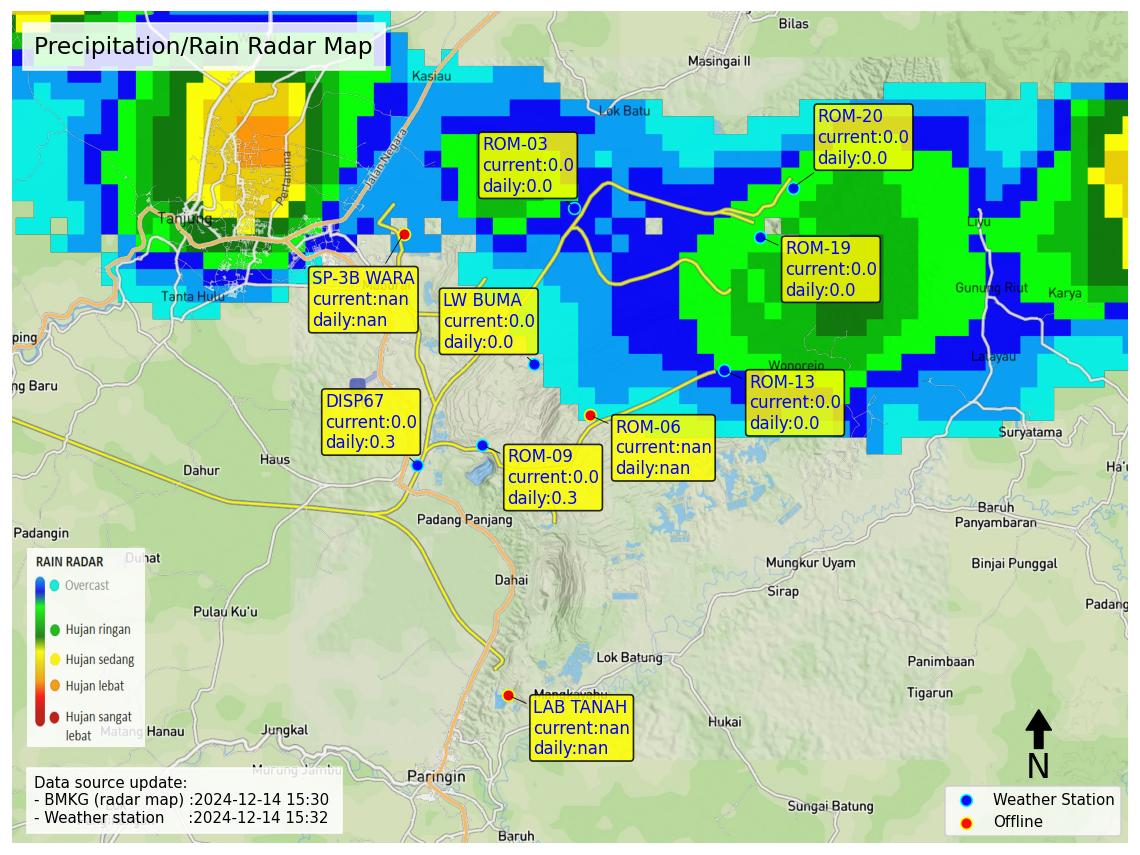 Precipitation/Rain Radar Map
Bilas
Masingai II
Kasiau
Lok Batu
ROM-20
current:0.0
daily:0.0
ROM-03
current:0.0
daily:0.0
Jalan Negara
Pertamina
Tanjung
Liyu
ROM-19
current:0.0
daily:0.0
SP-3B WARA
current:nan
daily:nan
LW BUMA
current:0.0
daily:0.0
Tanta Hulu
Gunung Riut
Karya
ping
Lalayau
Wonorejo
ng Baru
ROM-13
current:0.0
daily:0.0
DISP67
current:0.0
daily:0.3
ROM-06
current:nan
daily:nan
Suryatama
ROM-09
current:0.0
daily:0.3
Haus
Dahur
Ha'u
Padang Panjang
Baruh
Panyambaran
Padangin
Duhat
Mungkur Uyam
Binjai Punggal
Dahai
Sirap
Padang
Pulau Ku'u
RAIN RADAR
Overcast
Hujan ringan
Hujan sedang
Hujan lebat
Hujan sangat
lebat
Lok Batung
Panimbaan
Tigarun
Mangkayahu
LAB TANAH
current:nan
daily:nan
Hukai
Matang Hanau
Jungkal
Murung Jambu
Paringin
Sungai Batung
Baruh
N
Data source update:
- BMKG (radar map) :2024-12-14 15:30
- Weather station :2024-12-14 15:32
Weather Station
Offline